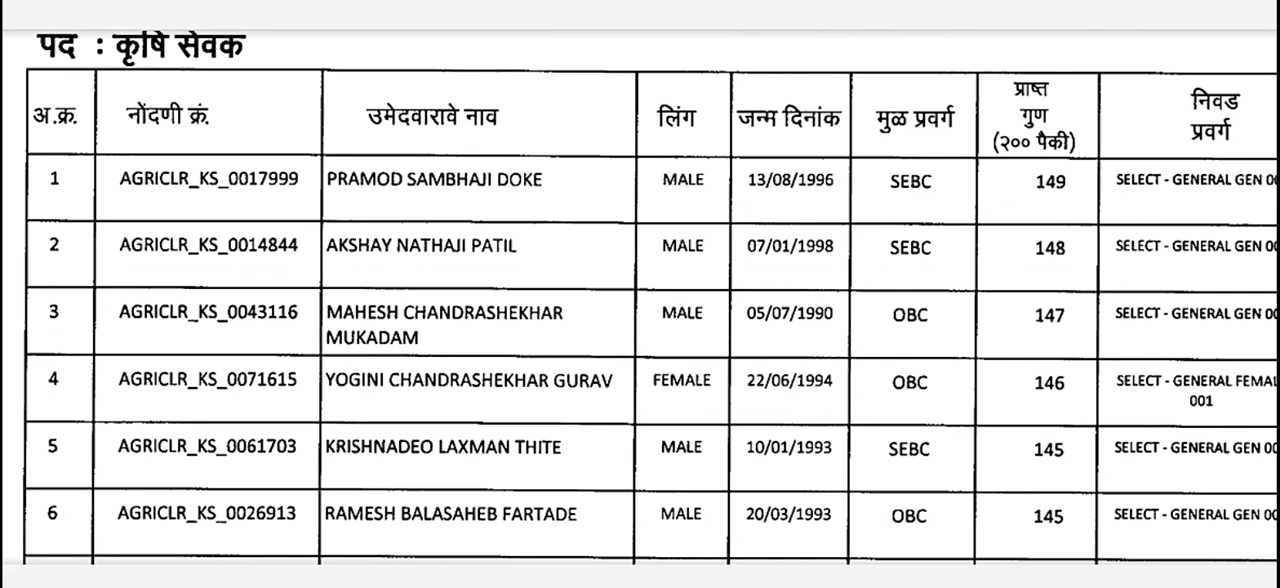 पद : कृषि सेवक
अ.क्र. नोंदणी क्रं. उमेदवारावे नाव लिंग जन्म दिनांक मुळ प्रवर्ग प्राष्त गुण (२०० पैकी) निवड प्रवर्ग
1 AGRICLR_KS_0017999 PRAMOD SAMBHAJI DOKE MALE 13/08/1996 SEBC 149 SELECT - GENERAL GEN
2 AGRICLR_KS_0014844 AKSHAY NATHAJI PATIL MALE 07/01/1998 SEBC 148 SELECT - GENERAL GEN
3 AGRICLR_KS_0043116 MAHESH CHANDRASHEKHAR MALE 05/07/1990 OBC 147 SELECT - GENERAL GEN
MUKADAM
4 AGRICLR_KS_0071615 YOGINI CHANDRASHEKHAR GURAV FEMALE 22/06/1994 OBC 146 SELECT - GENERAL FEMAL
001
5 AGRICLR_KS_0061703 KRISHNADEO LAXMAN THITE MALE 10/01/1993 SEBC 145 SELECT - GENERAL GEN
6 AGRICLR_KS_0026913 RAMESH BALASAHEB FARTADE MALE 20/03/1993 OBC 145 SELECT - GENERAL GEN